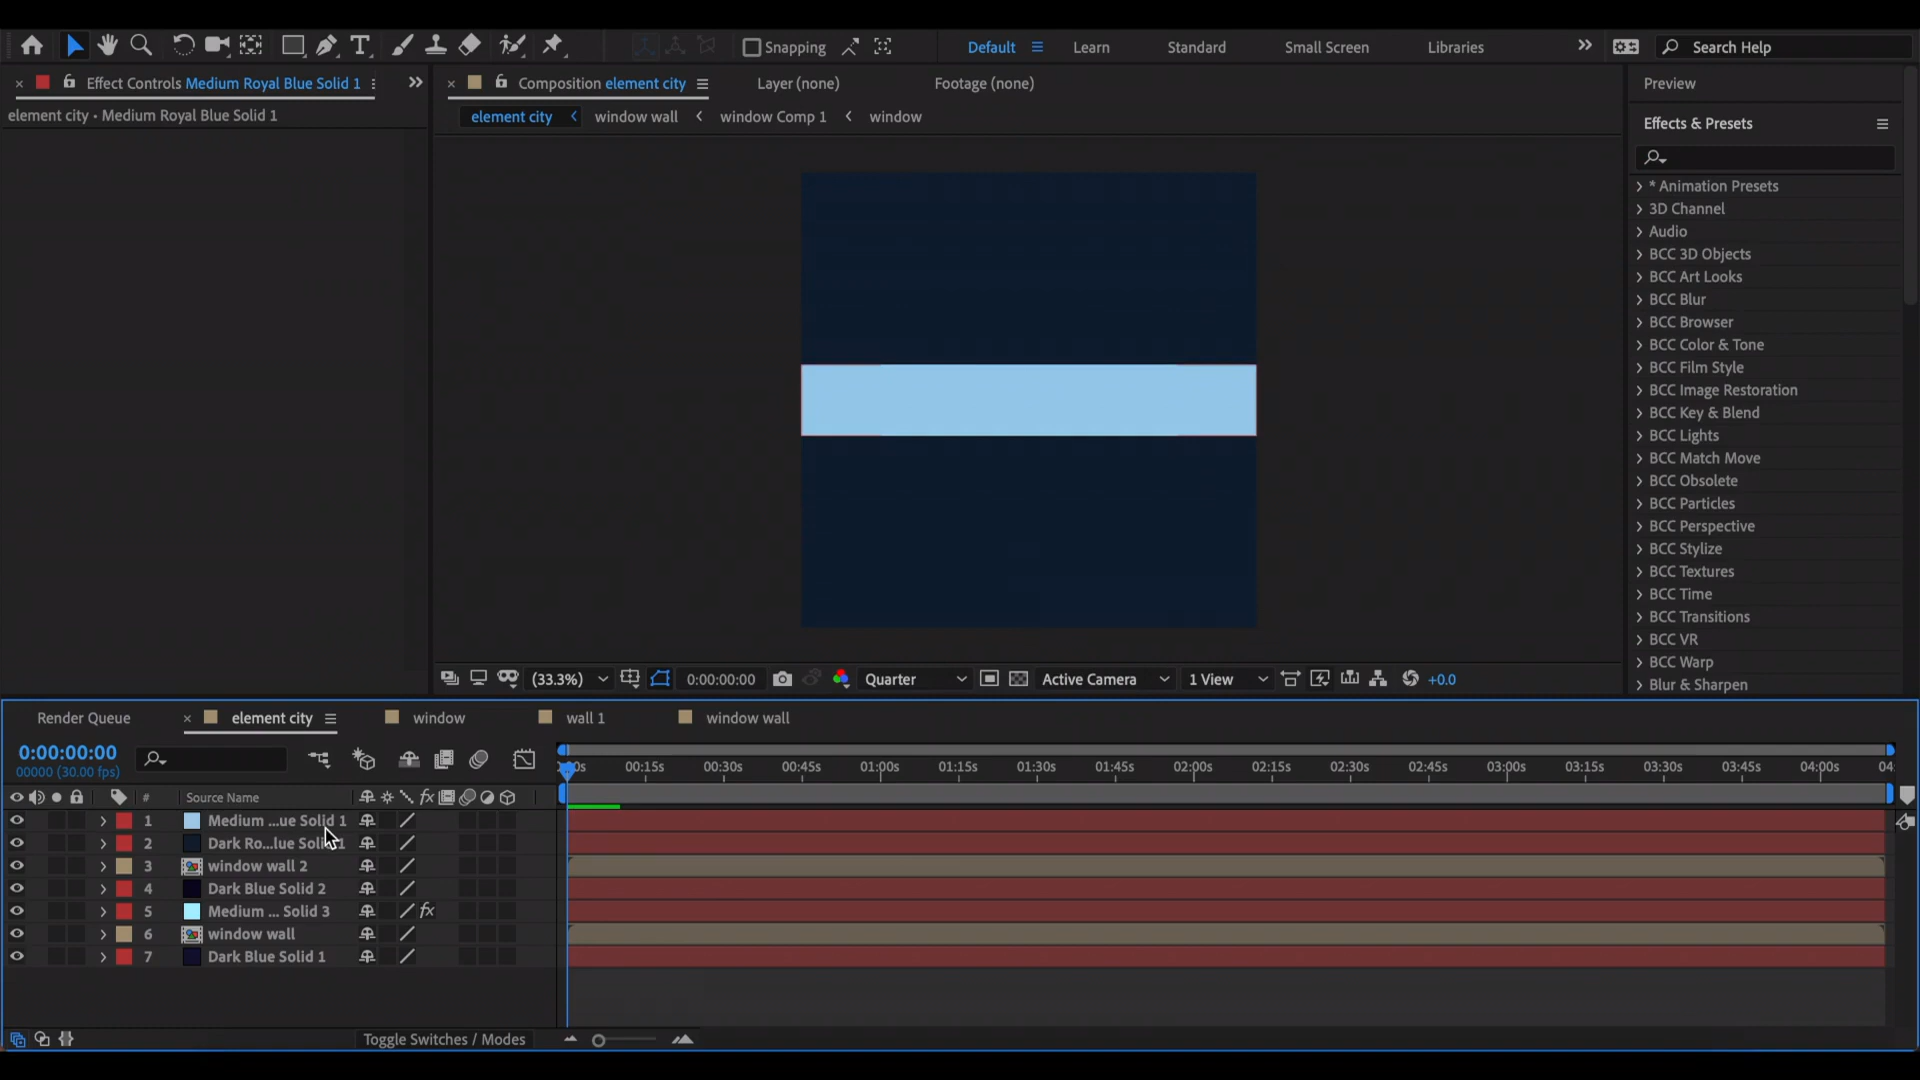 Snapping
Default
Learn
Standard
Small Screen
Libraries
Search Help
Effect Controls Medium Royal Blue Solid 1
Composition element city
Layer (none)
Footage (none)
Preview
element city • Medium Royal Blue Solid 1
element city
window wall
window Comp 1
window
Effects & Presets
* Animation Presets
3D Channel
Audio
BCC 3D Objects
BCC Art Looks
BCC Blur
BCC Browser
BCC Color & Tone
BCC Film Style
BCC Image Restoration
BCC Key & Blend
BCC Lights
BCC Match Move
BCC Obsolete
BCC Particles
BCC Perspective
BCC Stylize
BCC Textures
BCC Time
BCC Transitions
BCC VR
BCC Warp
Blur & Sharpen
(33.3%)
0:00:00:00
Quarter
Active Camera
1 View
+0.0
Render Queue
element city
window
wall 1
window wall
0:00:00:00
00000 (30.00 fps)
00:15s 00:30s 00:45s 01:00s 01:15s 01:30s 01:45s 02:00s 02:15s 02:30s 02:45s 03:00s 03:15s 03:30s 03:45s 04:00s 04:
# Source Name
fx
1 Medium ...ue Solid 1
2 Dark Ro...lue Soli 1
3 window wall 2
4 Dark Blue Solid 2
5 Medium ... Solid 3 fx
6 window wall
7 Dark Blue Solid 1
Toggle Switches / Modes